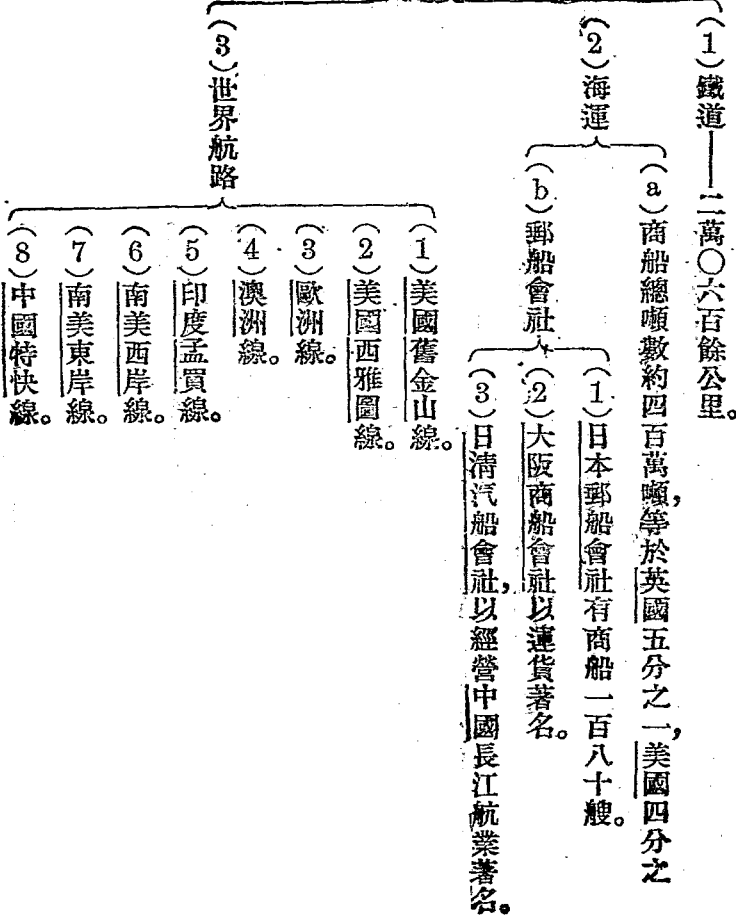 （1）鐵道——二萬〇六百餘公里。
（2）海運
（a）商船總噸數約四百萬噸，等於英國五分之一，美國四分之
（b）郵船會社
（1）日本郵船會社有商船一百八十艘。
（2）大阪商船會社以運貨著名。
（3）日淸汽船會社，以經營中國長江航業著名。
（3）世界航路
（1）美國舊金山線。
（2）美國西雅圖線。
（3）歐洲線。
（4）澳洲線。
（5）印度孟買線。
（6）南美西岸線。
（7）南美東岸線。
（8）中國特快線。